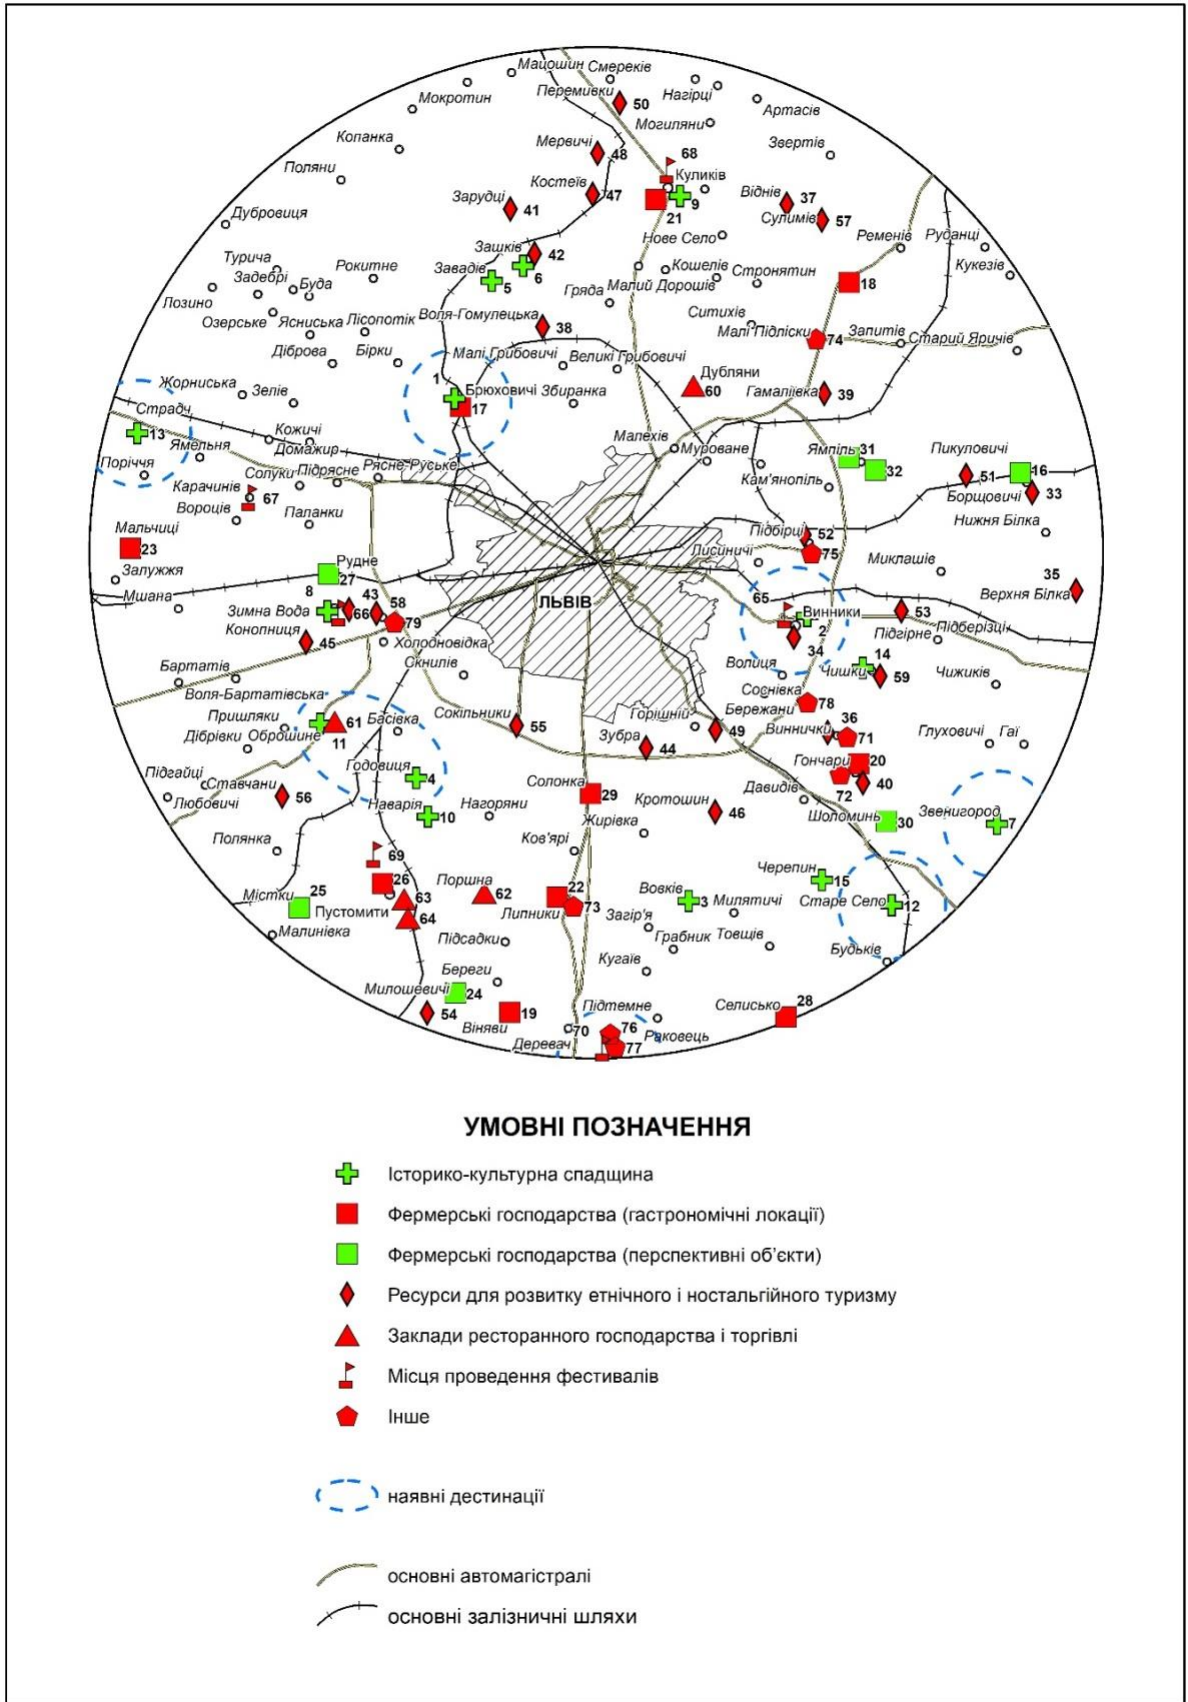 Мацошин Смереків
Мокротин
Перемивки
50
Нагірці
Артасів
Копанка
Мервичі
48
Могиляни
68
Звертів
Поляни
Костеїв
47
Куликів
Зарудці
41
21
9
Віднів
37
Сулимів
57
Дубровиця
Нове Село
Ременів
Руданці
Зашків
42
Турича
Рокитне
Завадів
6
5
Кошелів
Стронятин
Кукезів
Задебрі
Буда
Гряда
Малий Дорошів
18
Лозино
Озерське
Ясниська
Лісопотік
Воля-Гомулецька
38
Ситихів
Малі Підліски
74
Запитів
Старий Яричів
Діброва
Бірки
Малі Грибовичі
Великі Грибовичі
Дубляни
60
Жорниська
Зелів
1
Брюховичі
17
Збиранка
Гамаліївка
39
Страдч
13
Кожичі
Малехів
Ямельня
Домажир
Муроване
Ямпіль
31
Пикуловичі
Поріччя
Солуки
Підрясне
Рясне-Руське
32
51
16
Карачинів
67
Кам'янопіль
Борщовичі
33
Вороців
Паланки
Нижня Білка
Мальчиці
23
Підбірці
52
Лисиничі
75
Миклашів
Залужжя
Рудне
27
35
Верхня Білка
Мшана
8
43
58
ЛЬВІВ
65
Винники
53
Зимна Вода
66
79
2
Підгірне
Підберізці
Конопниця
45
Холодновідка
34
14
Бартатів
Скнилів
Волиця
Чишки
59
Чижиків
Воля-Бартатівська
Соснівка
Пришляки
61
Басівка
Сокільники
55
Горішній
Бережани
78
Дібрівки
Оброшине
11
Зубра
44
49
Виннички
36
71
Глуховичі
Гаї
Підгайці
Годовиця
4
Гончари
20
Ставчани
56
Солонка
29
Давидів
72
40
Любовичі
Наварія
10
Нагоряни
Кротошин
46
Шоломинь
30
Звенигород
7
Полянка
Жирівка
69
Ков'ярі
Черепин
15
Містки
25
26
63
Поршна
62
22
Вовків
3
Милятичі
Старе Село
12
Пустомити
64
Липники
73
Загір'я
Малинівка
Підсадки
Грабник
Товщів
Будьків
Береги
Кугаїв
Милошевичі
24
54
19
Підтемне
Селисько
28
Віняви
70
76
Раковець
Деревач
77
УМОВНІ ПОЗНАЧЕННЯ
Історико-культурна спадщина
Фермерські господарства (гастрономічні локації)
Фермерські господарства (перспективні об’єкти)
Ресурси для розвитку етнічного і ностальгійного туризму
Заклади ресторанного господарства і торгівлі
Місця проведення фестивалів
Інше
наявні дестинації
основні автомагістралі
основні залізничні шляхи